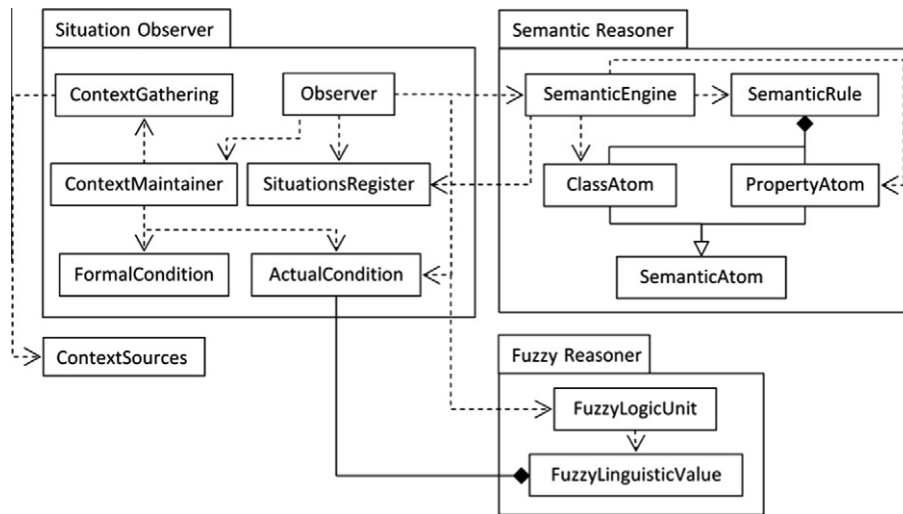 Situation Observer
ContextGathering
Observer
ContextMaintainer
SituationsRegister
FormalCondition
ActualCondition
ContextSources
Semantic Reasoner
SemanticEngine
SemanticRule
ClassAtom
PropertyAtom
SemanticAtom
Fuzzy Reasoner
FuzzyLogicUnit
FuzzyLinguisticValue